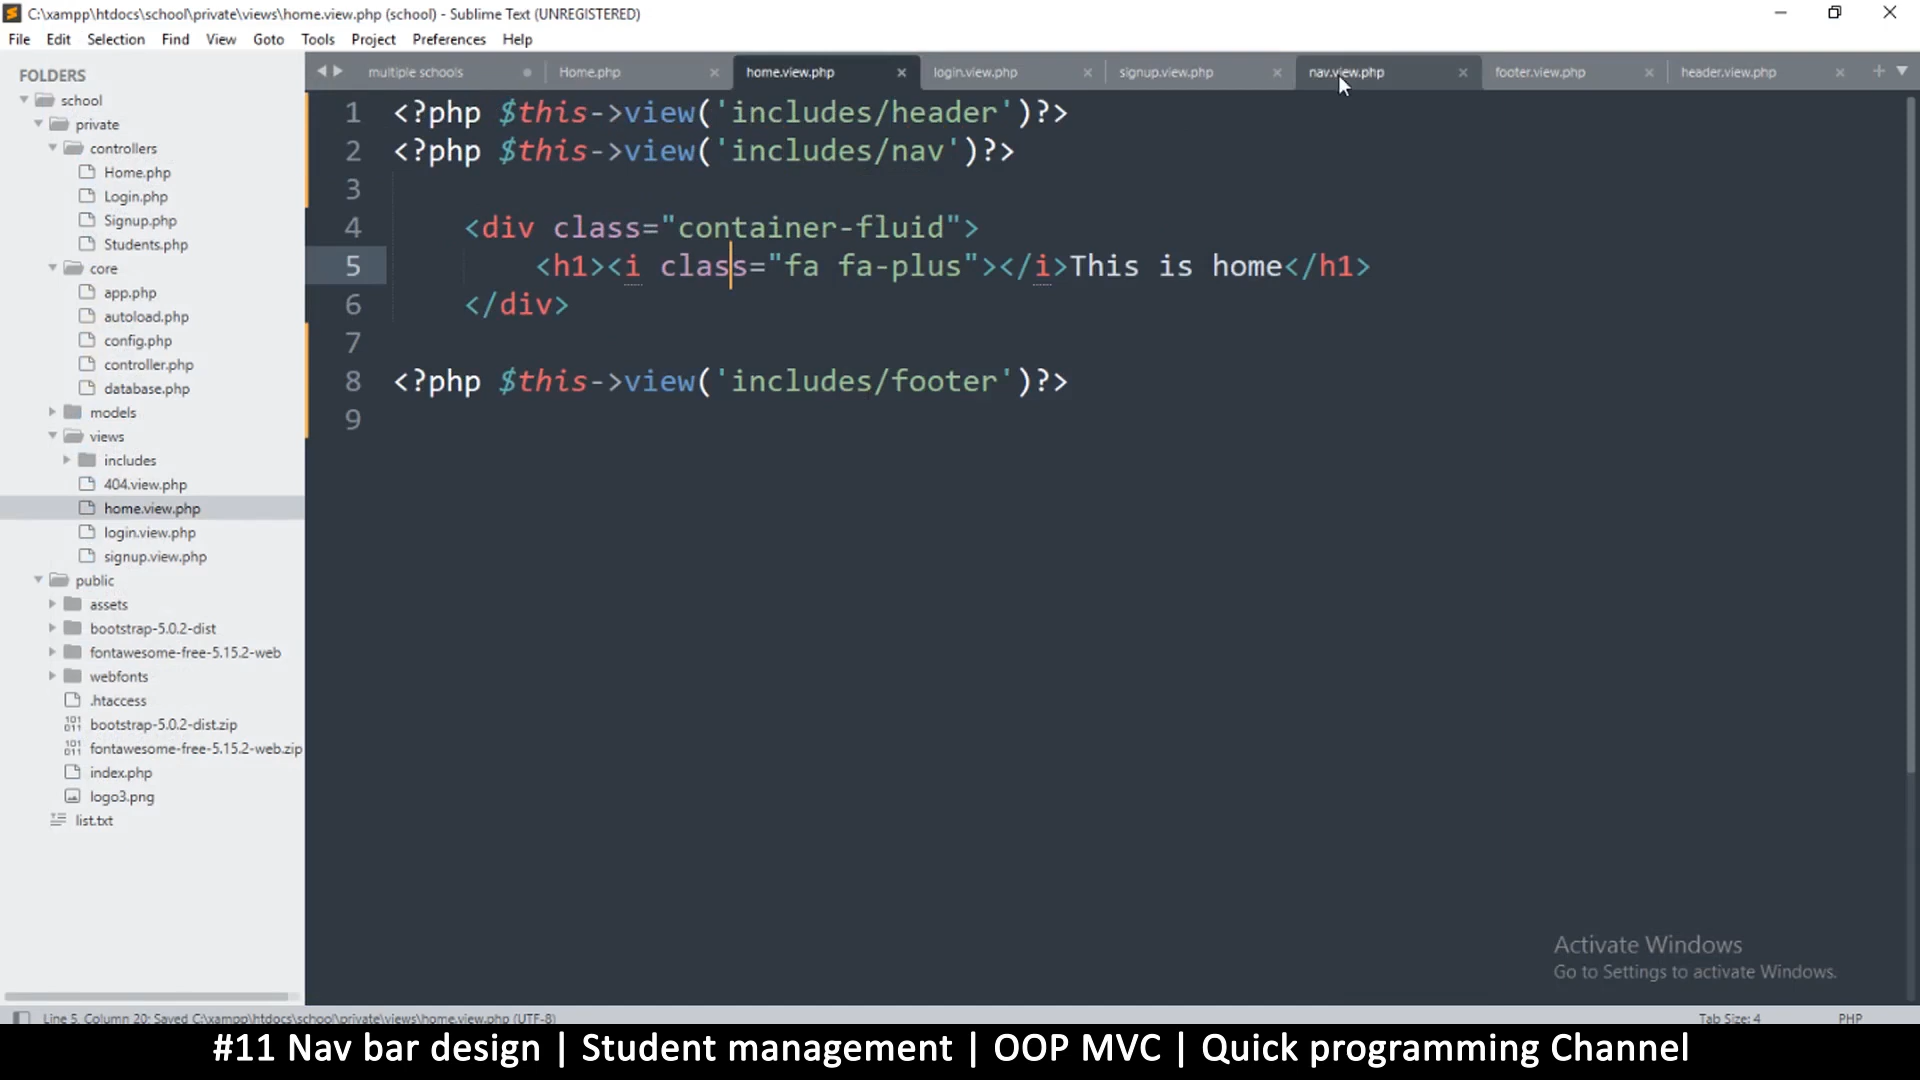 C:\xampp\htdocs\school\private\views\home.view.php (school) - Sublime Text (UNREGISTERED)
File Edit Selection Find View Goto Tools Project Preferences Help
FOLDERS
school
private
controllers
Home.php
Login.php
Signup.php
Students.php
core
app.php
autoload.php
config.php
controller.php
database.php
models
views
includes
404.view.php
home.view.php
login.view.php
signup.view.php
public
assets
bootstrap-5.0.2-dist
fontawesome-free-5.15.2-web
webfonts
.htaccess
bootstrap-5.0.2-dist.zip
fontawesome-free-5.15.2-web.zip
index.php
logo3.png
list.txt
multiple schools Home.php home.view.php login.view.php signup.view.php nav.view.php footer.view.php header.view.php
1 <?php $this->view('includes/header')?>
2 <?php $this->view('includes/nav')?>
3
4 <div class="container-fluid">
5 <h1><i class="fa fa-plus"></i>This is home</h1>
6 </div>
7
8 <?php $this->view('includes/footer')?>
9
Activate Windows
Go to Settings to activate Windows.
Line 5, Column 20; Saved C:\xampp\htdocs\school\private\views\home.view.php (UTF-8) Tab Size: 4 PHP
#11 Nav bar design | Student management | OOP MVC | Quick programming Channel